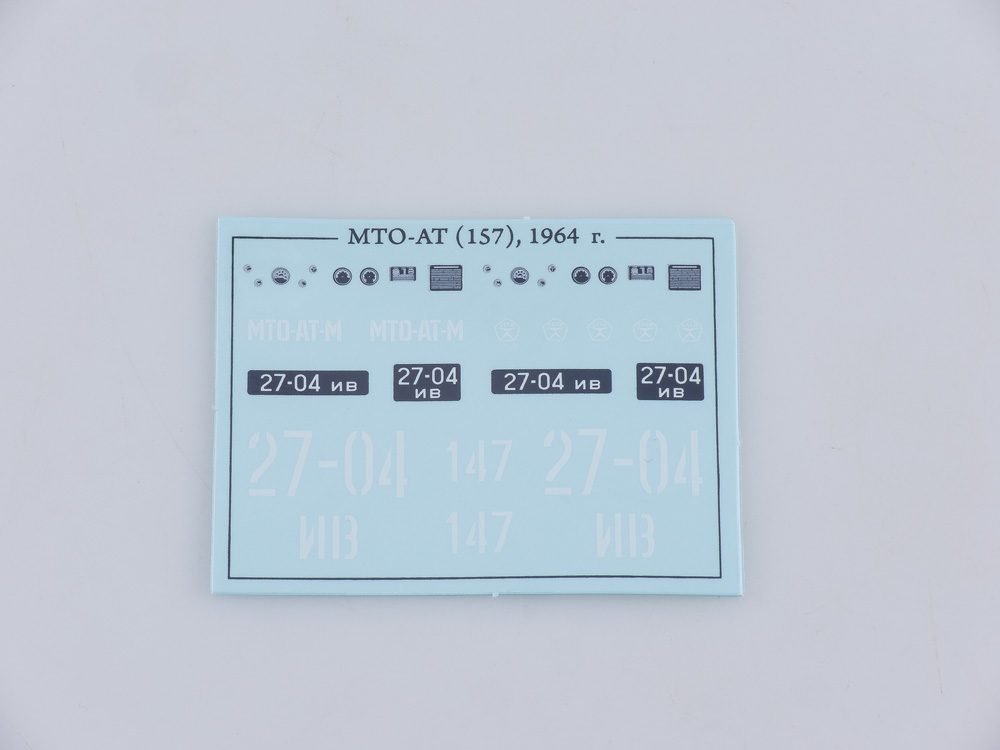 МТО-АТ (157), 1964 г.
МТО-АТ-М МТО-АТ-М
27-04 ИВ 27-04 ИВ 27-04 ИВ 27-04 ИВ
27-04 147 27-04
ИВ 147 ИВ